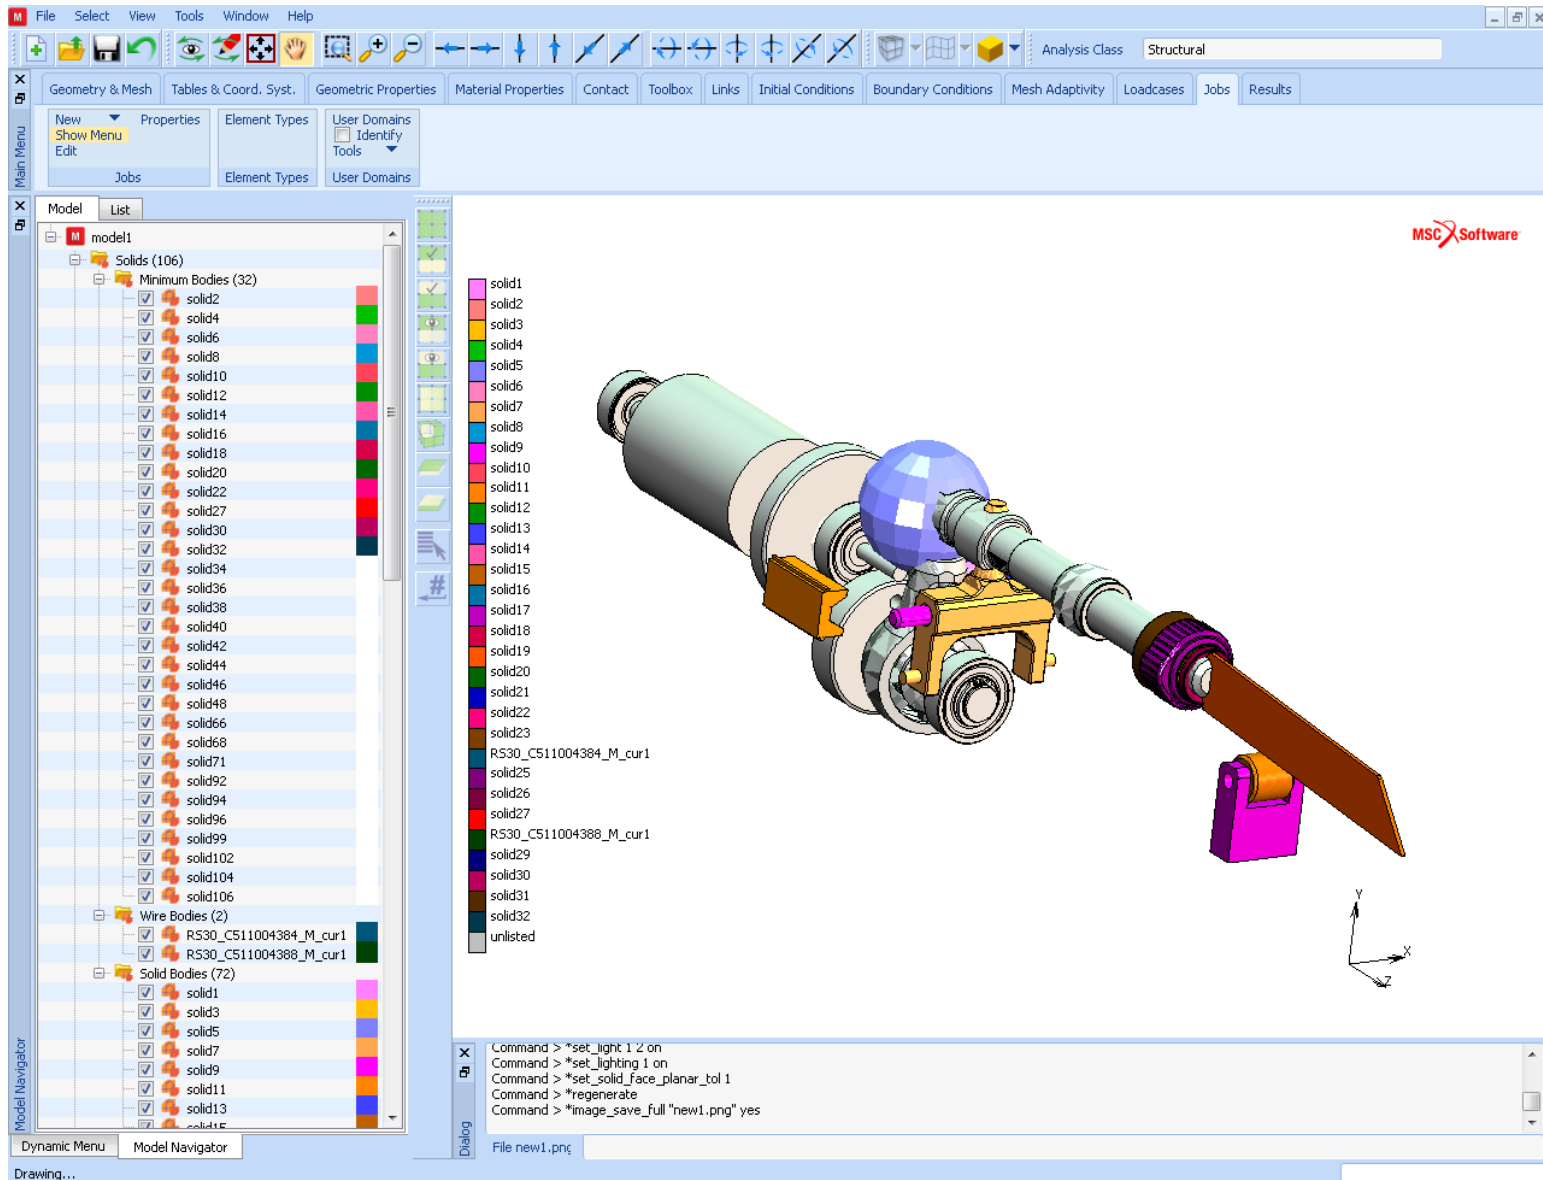 File Select View Tools Window Help
Analysis Class Structural
Main Menu
Geometry & Mesh Tables & Coord. Syst. Geometric Properties Material Properties Contact Toolbox Links Initial Conditions Boundary Conditions Mesh Adaptivity Loadcases Jobs Results
New Properties Element Types User Domains
Show Menu Identify
Edit Tools
Jobs Element Types User Domains
Model List
M model1
Solids (106)
Minimum Bodies (32)
solid2
solid4
solid6
solid8
solid10
solid12
solid14
solid16
solid18
solid20
solid22
solid27
solid30
solid32
solid34
solid36
solid38
solid40
solid42
solid44
solid46
solid48
solid66
solid68
solid71
solid92
solid94
solid96
solid99
solid102
solid104
solid106
Wire Bodies (2)
RS30_C511004384_M_cur1
RS30_C511004388_M_cur1
Solid Bodies (72)
solid1
solid3
solid5
solid7
solid9
solid11
solid13
solid15
Model Navigator
Dynamic Menu Model Navigator
Drawing...
MSC Software
solid1
solid2
solid3
solid4
solid5
solid6
solid7
solid8
solid9
solid10
solid11
solid12
solid13
solid14
solid15
solid16
solid17
solid18
solid19
solid20
solid21
solid22
solid23
RS30_C511004384_M_cur1
solid25
solid26
solid27
RS30_C511004388_M_cur1
solid29
solid30
solid31
solid32
unlisted
Y
X
Z
Command > *set_light 1 2 on
Command > *set_lighting 1 on
Command > *set_solid_face_planar_tol 1
Command > *regenerate
Command > *image_save_full "new1.png" yes
Dialog
File new1.png